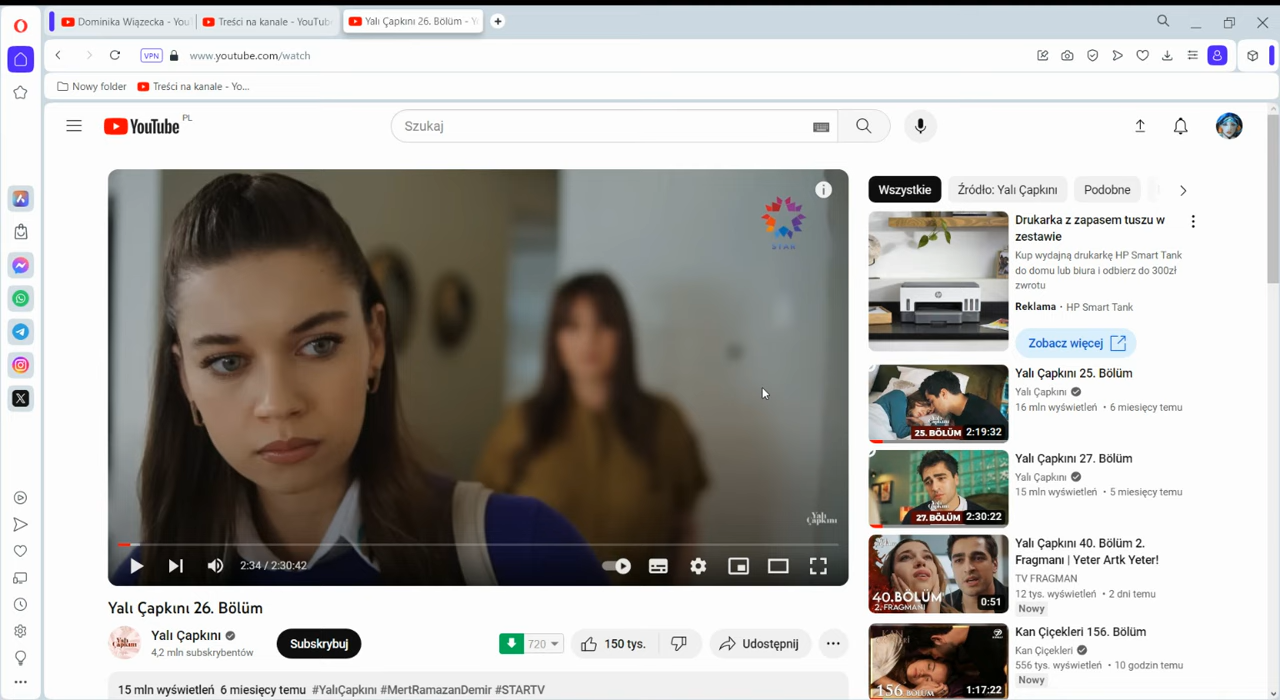 Dominika Wiązecka - You
Treści na kanale - YouTub
Yalı Çapkını 26. Bölüm - Y
VPN
www.youtube.com/watch
Nowy folder
Treści na kanale - Yo...
YouTube PL
Szukaj
STAR
Yalı
Çapkını
2:34 / 2:30:42
Yalı Çapkını 26. Bölüm
Yalı Çapkını
4,2 mln subskrybentów
Subskrybuj
720
150 tys.
Udostępnij
15 mln wyświetleń 6 miesięcy temu #YalıÇapkını #MertRamazanDemir #STARTV
Wszystkie
Źródło: Yalı Çapkını
Podobne
Drukarka z zapasem tuszu w
zestawie
Kup wydajną drukarkę HP Smart Tank
do domu lub biura i odbierz do 300zł
zwrotu
Reklama · HP Smart Tank
Zobacz więcej
25. BÖLÜM 2:19:32
Yalı Çapkını 25. Bölüm
Yalı Çapkını
16 mln wyświetleń • 6 miesięcy temu
27. BÖLÜM 2:30:22
Yalı Çapkını 27. Bölüm
Yalı Çapkını
15 mln wyświetleń • 5 miesięcy temu
40.BÖLÜM
2. FRAGMANI
0:51
Yalı Çapkını 40. Bölüm 2.
Fragmanı | Yeter Artk Yeter!
TV FRAGMAN
12 tys. wyświetleń • 2 dni temu
Nowy
156 BÖLÜM 1:17:22
Kan Çiçekleri 156. Bölüm
Kan Çiçekleri
556 tys. wyświetleń • 10 godzin temu
Nowy